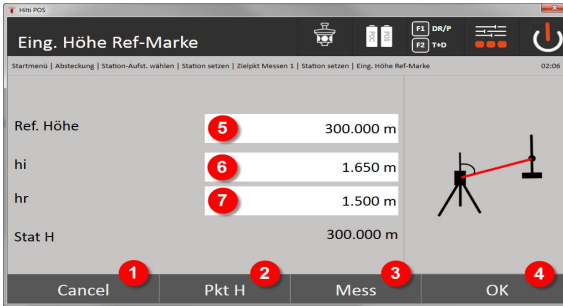 Hilti POS
Eing. Höhe Ref-Marke
POC
POS
F1 DR/P
F2 T+D
Startmenü | Absteckung | Station-Aufst. wählen | Station setzen | Zielpkt Messen 1 | Station setzen | Eing. Höhe Ref-Marke
02:06
Ref. Höhe 5 300.000 m
hi 6 1.650 m
hr 7 1.500 m
Stat H 300.000 m
1 2 3 4
Cancel Pkt H Mess OK